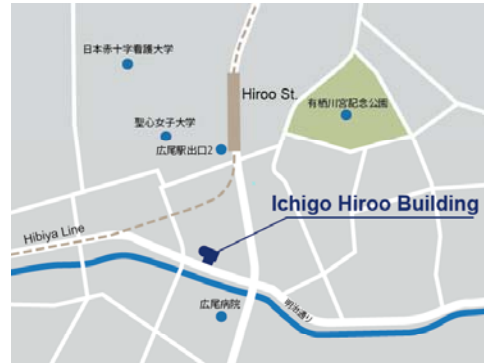 日本赤十字看護大学
Hiroo St.
有栖川宮記念公園
聖心女子大学
広尾駅出口2
Ichigo Hiroo Building
Hibiya Line
広尾病院
明治通り